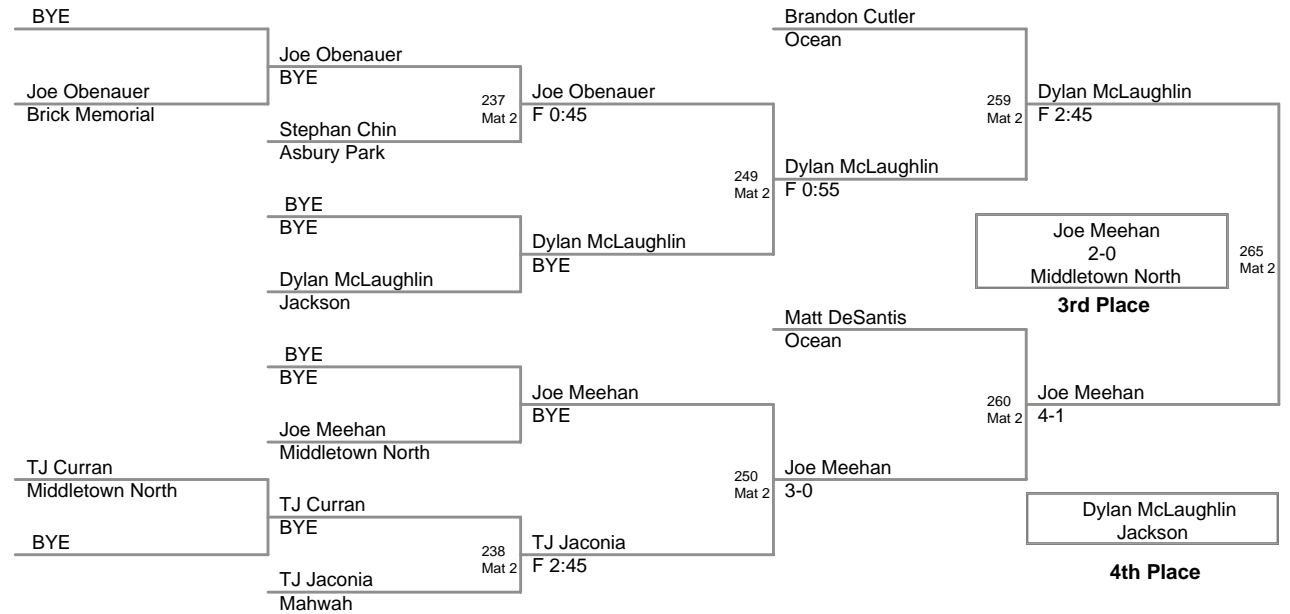 BYE
Joe Obenauer
Brick Memorial
Joe Obenauer
BYE
Stephan Chin
Asbury Park
237
Mat 2
Joe Obenauer
F 0:45
BYE
BYE
Dylan McLaughlin
Jackson
Dylan McLaughlin
BYE
249
Mat 2
Dylan McLaughlin
F 0:55
Brandon Cutler
Ocean
259
Mat 2
Dylan McLaughlin
F 2:45
BYE
BYE
Joe Meehan
Middletown North
Joe Meehan
BYE
TJ Curran
Middletown North
BYE
TJ Curran
BYE
TJ Jaconia
Mahwah
238
Mat 2
TJ Jaconia
F 2:45
250
Mat 2
Joe Meehan
3-0
Matt DeSantis
Ocean
260
Mat 2
Joe Meehan
4-1
265
Mat 2
Joe Meehan
2-0
Middletown North
3rd Place
Dylan McLaughlin
Jackson
4th Place